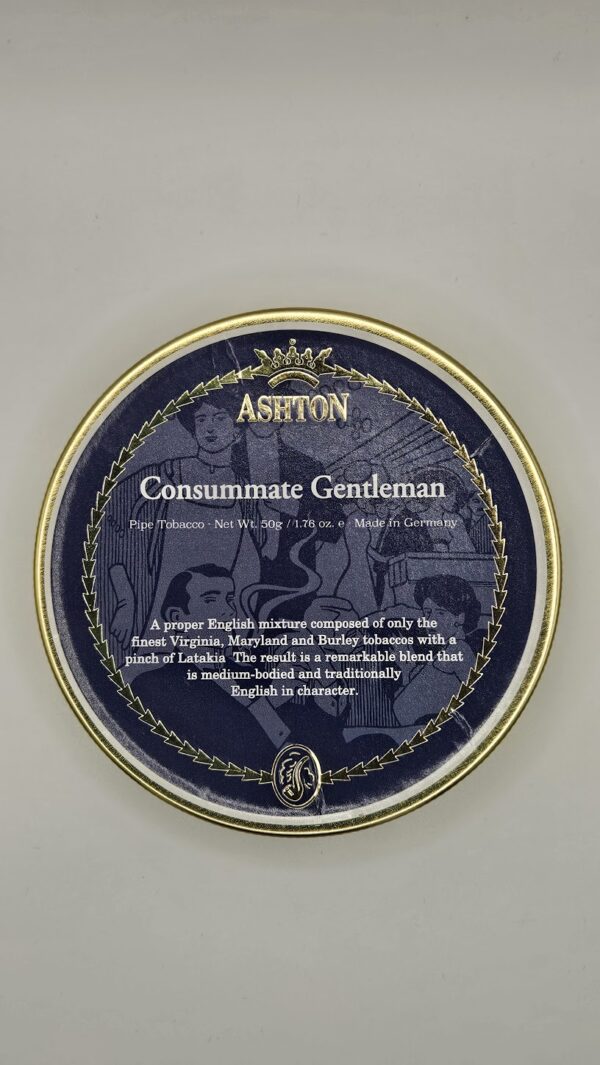 ASHTON
Consummate Gentleman
Pipe Tobacco · Net Wt. 50g / 1.76 oz. e · Made in Germany
A proper English mixture composed of only the
finest Virginia, Maryland and Burley tobaccos with a
pinch of Latakia The result is a remarkable blend that
is medium-bodied and traditionally
English in character.